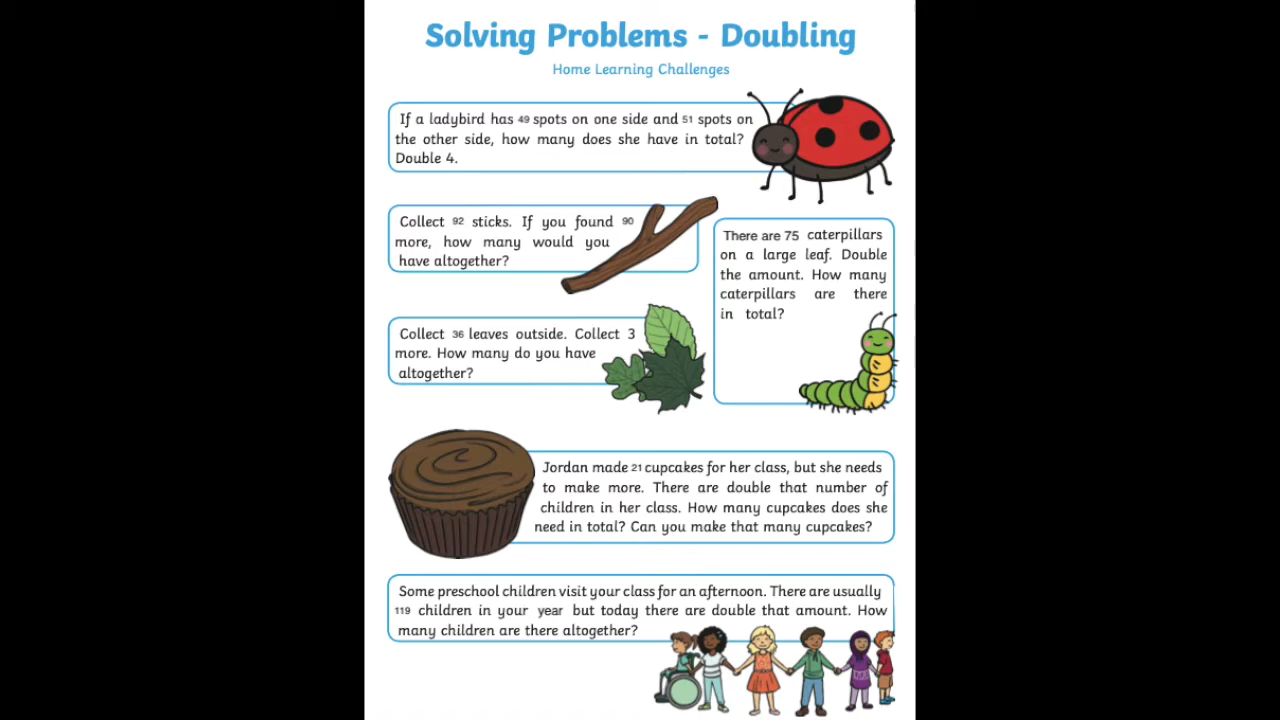 Solving Problems - Doubling
Home Learning Challenges
If a ladybird has 49 spots on one side and 51 spots on
the other side, how many does she have in total?
Double 4.
Collect 92 sticks. If you found 90
more, how many would you
have altogether?
There are 75 caterpillars
on a large leaf. Double
the amount. How many
caterpillars are there
in total?
Collect 36 leaves outside. Collect 3
more. How many do you have
altogether?
Jordan made 21 cupcakes for her class, but she needs
to make more. There are double that number of
children in her class. How many cupcakes does she
need in total? Can you make that many cupcakes?
Some preschool children visit your class for an afternoon. There are usually
119 children in your year but today there are double that amount. How
many children are there altogether?